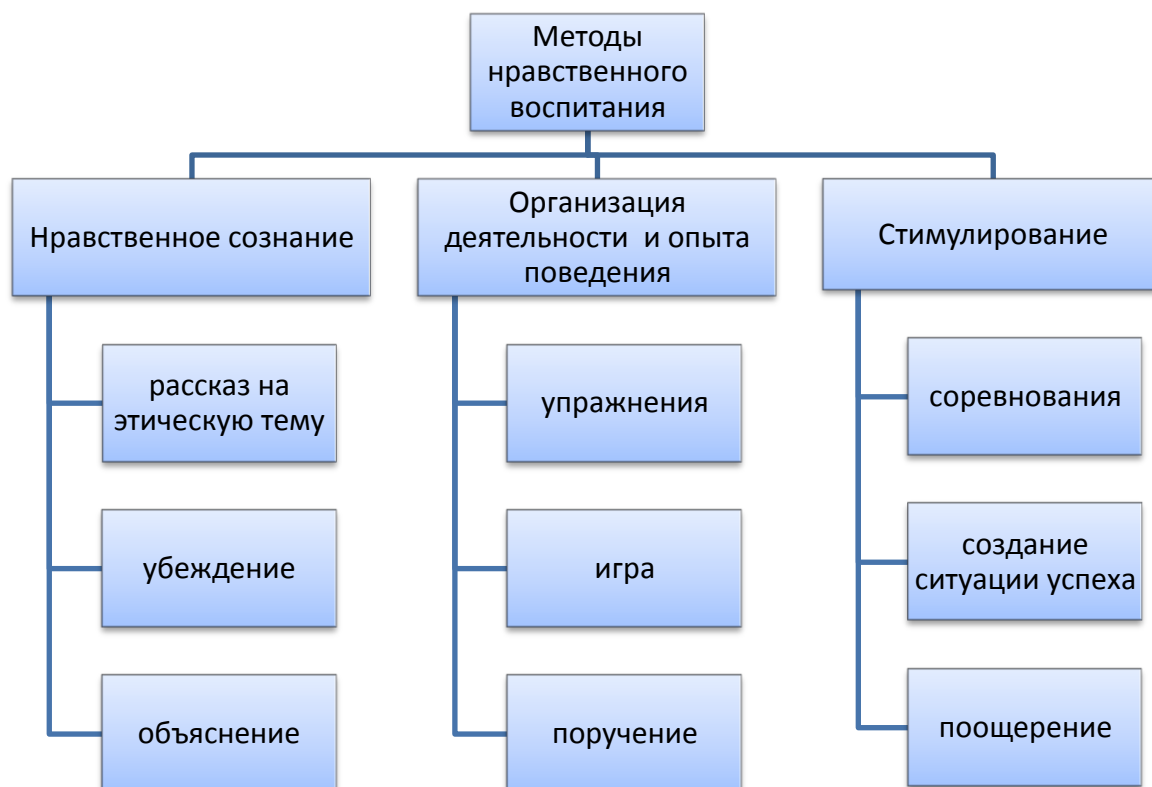 Методы
нравственного
воспитания
Нравственное сознание
рассказ на
этическую тему
убеждение
объяснение
Организация
деятельности и опыта
поведения
упражнения
игра
поручение
Стимулирование
соревнования
создание
ситуации успеха
поощерение